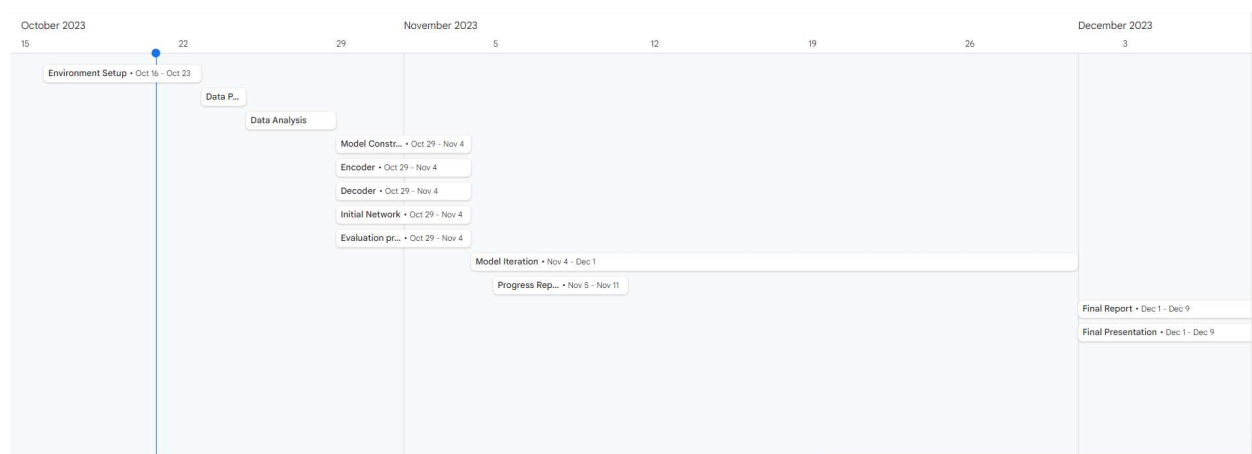 October 2023 November 2023 December 2023
15 22 29 5 12 19 26 3
Environment Setup • Oct 16 - Oct 23
Data P...
Data Analysis
Model Constr... • Oct 29 - Nov 4
Encoder • Oct 29 - Nov 4
Decoder • Oct 29 - Nov 4
Initial Network • Oct 29 - Nov 4
Evaluation pr... • Oct 29 - Nov 4
Model Iteration • Nov 4 - Dec 1
Progress Rep... • Nov 5 - Nov 11
Final Report • Dec 1 - Dec 9
Final Presentation • Dec 1 - Dec 9